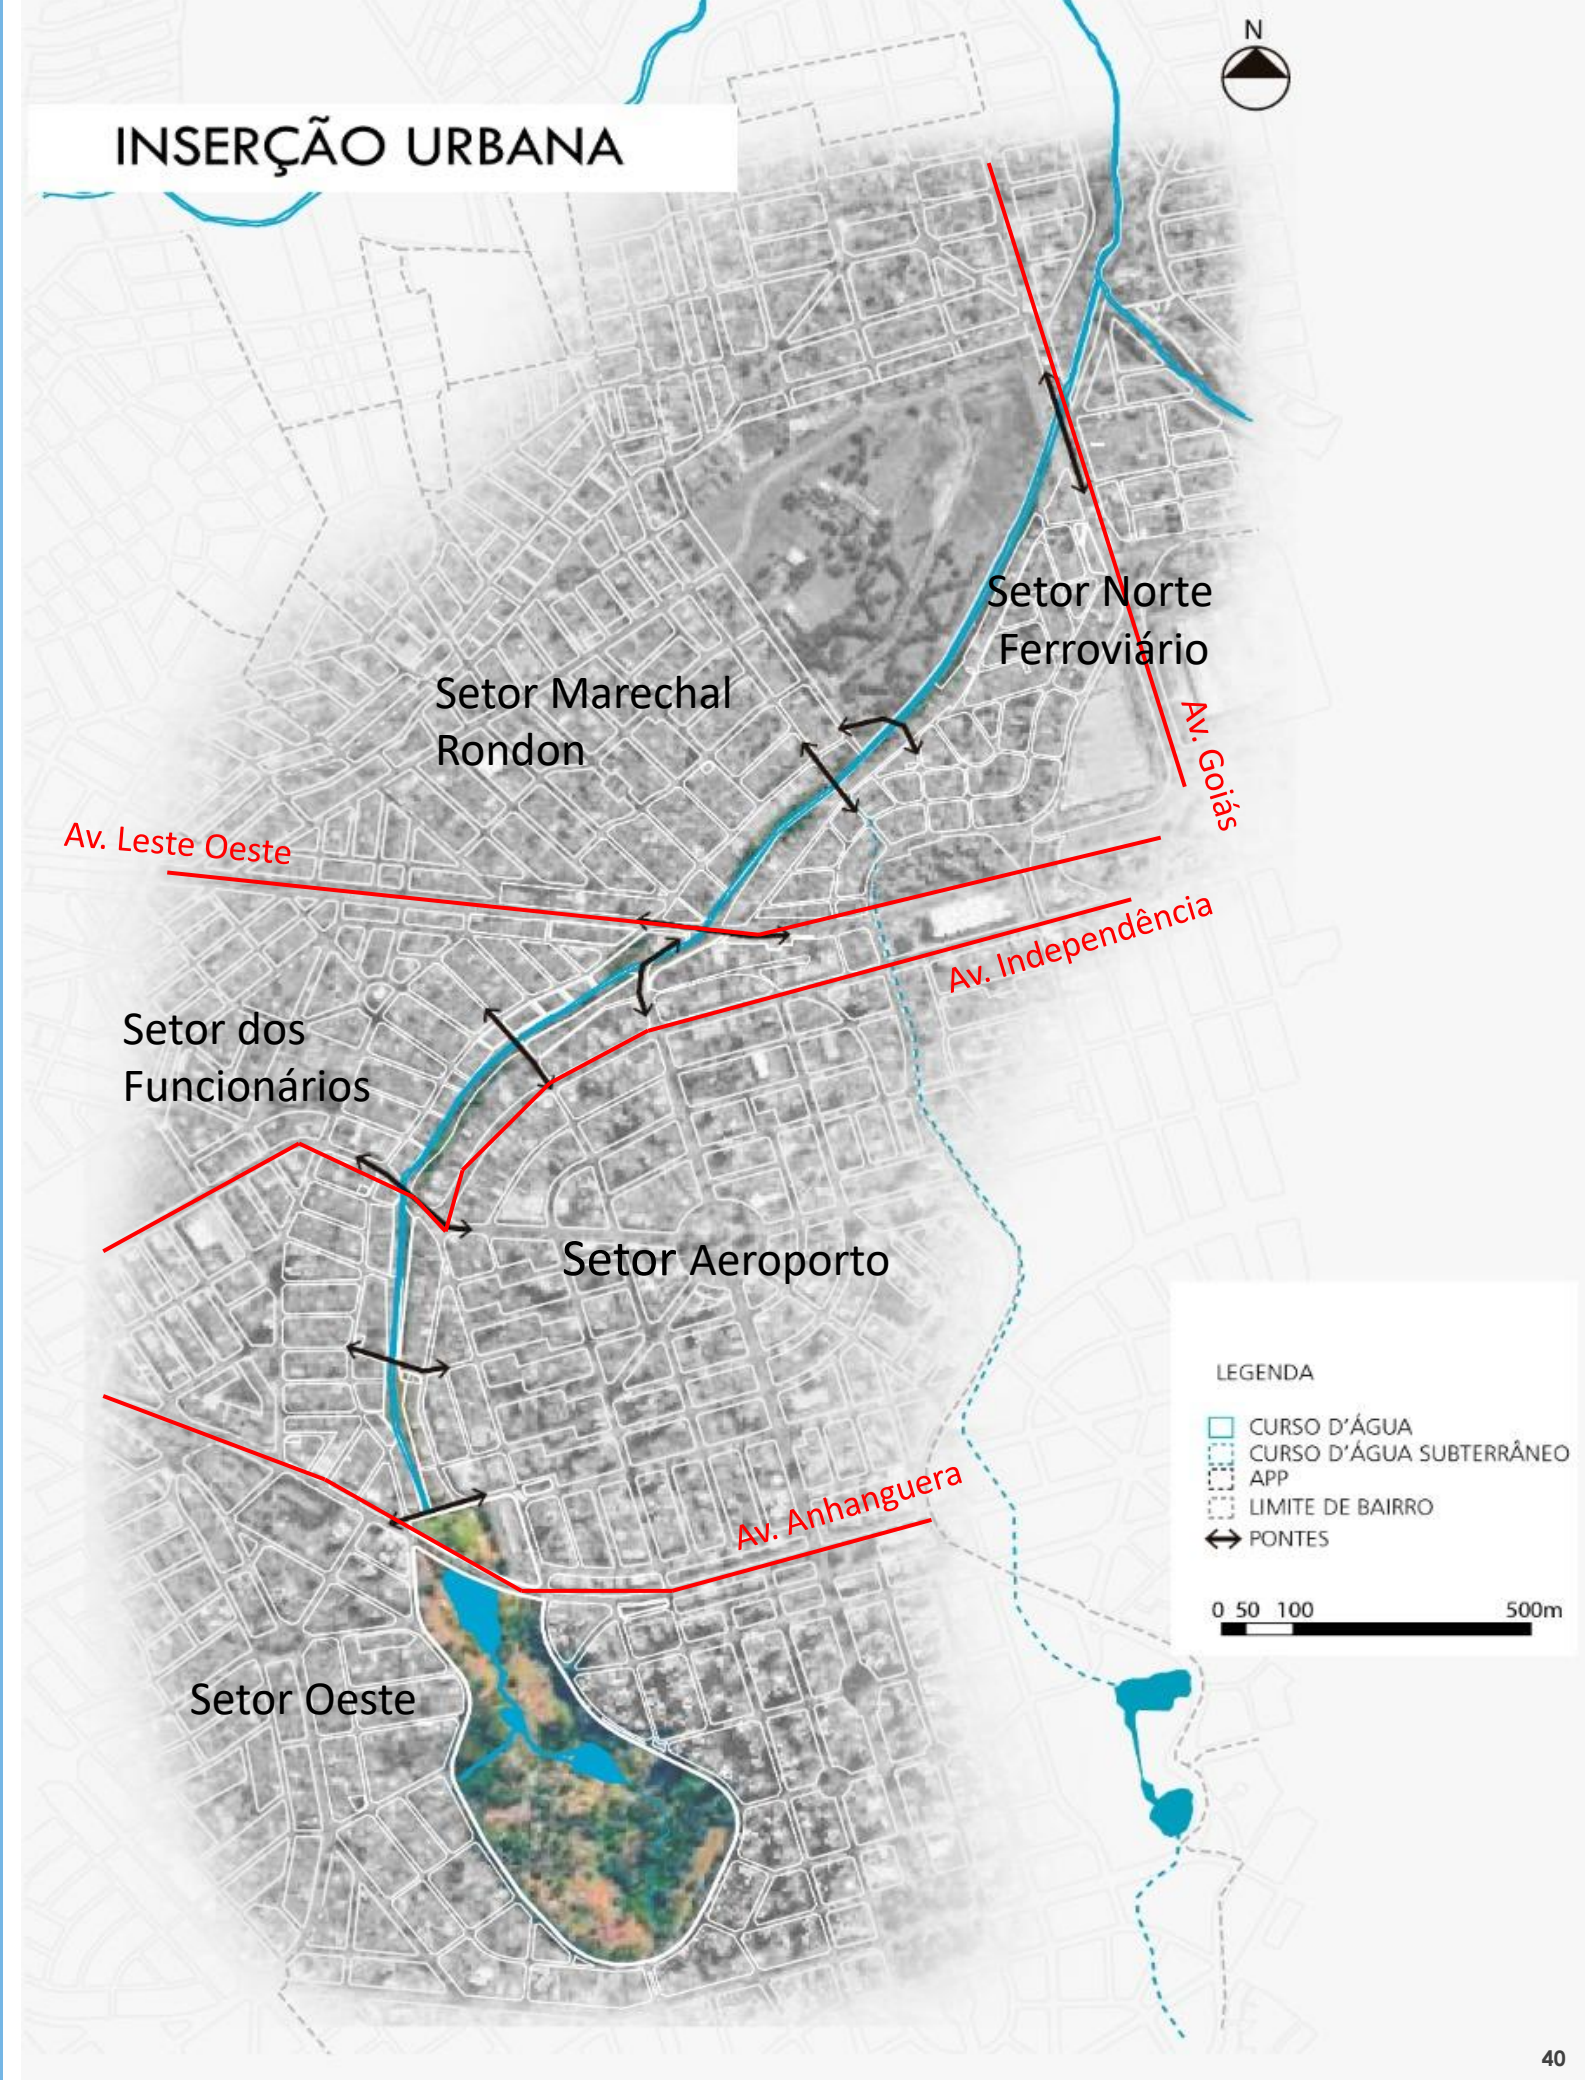 N
INSERÇÃO URBANA
Setor Norte
Ferroviário
Setor Marechal
Rondon
Av. Goiás
Av. Leste Oeste
Av. Independência
Setor dos
Funcionários
Setor Aeroporto
LEGENDA
CURSO D'ÁGUA
CURSO D'ÁGUA SUBTERRÂNEO
APP
LIMITE DE BAIRRO
PONTES
Av. Anhanguera
0 50 100 500m
Setor Oeste
40